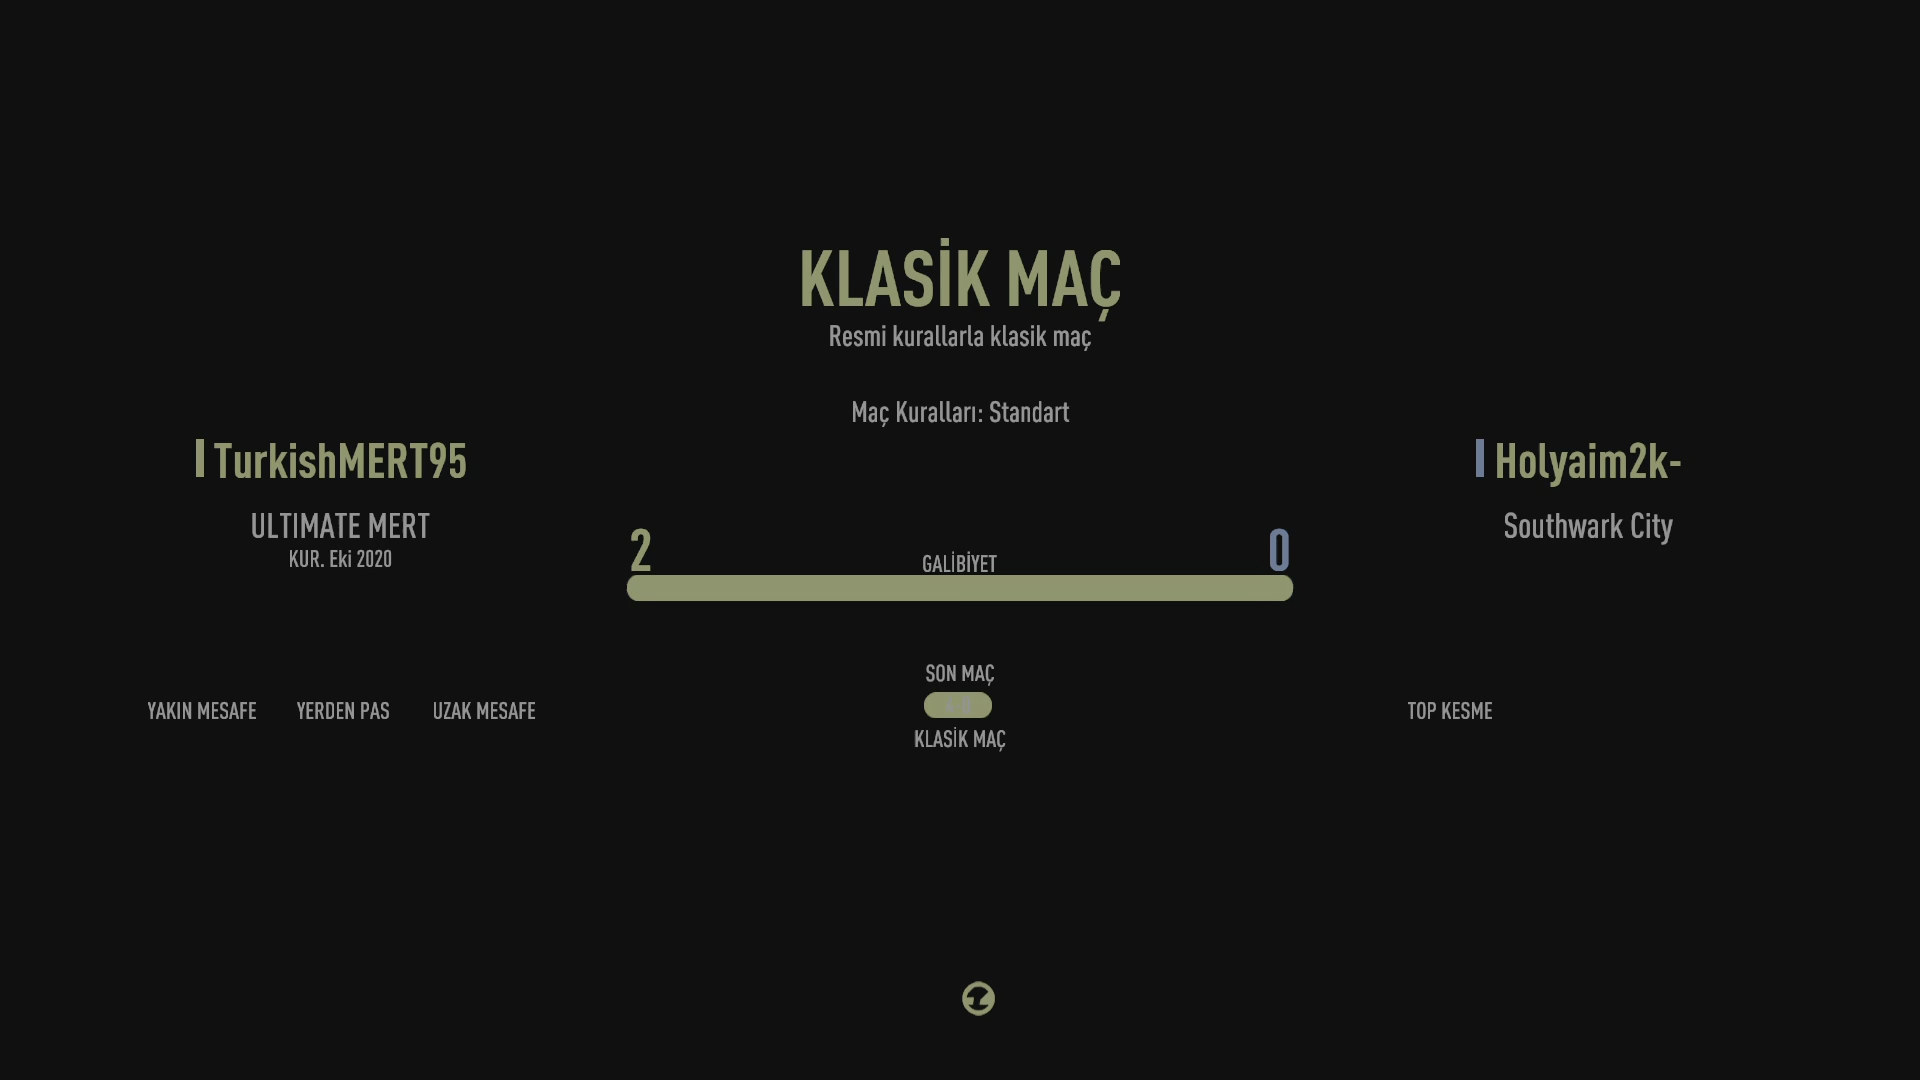 KLASİK MAÇ
Resmi kurallarla klasik maç
Maç Kuralları: Standart
TurkishMERT95
ULTIMATE MERT
KUR. Eki 2020
Holyaim2k-
Southwark City
2
GALİBİYET
0
YAKIN MESAFE
YERDEN PAS
UZAK MESAFE
SON MAÇ
KLASİK MAÇ
TOP KESME